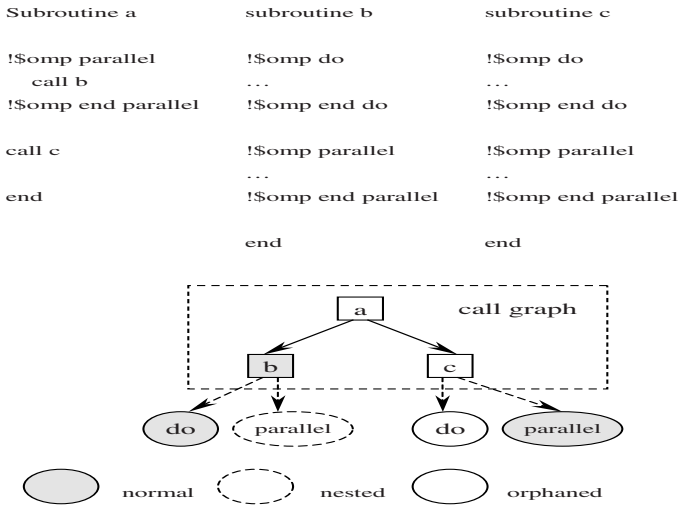 Subroutine a
!$omp parallel
call b
!$omp end parallel
call c
end
subroutine b
!$omp do
...
!$omp end do
!$omp parallel
...
!$omp end parallel
end
subroutine c
!$omp do
...
!$omp end do
!$omp parallel
...
!$omp end parallel
end
a
call graph
b
c
do
parallel
do
parallel
normal
nested
orphaned